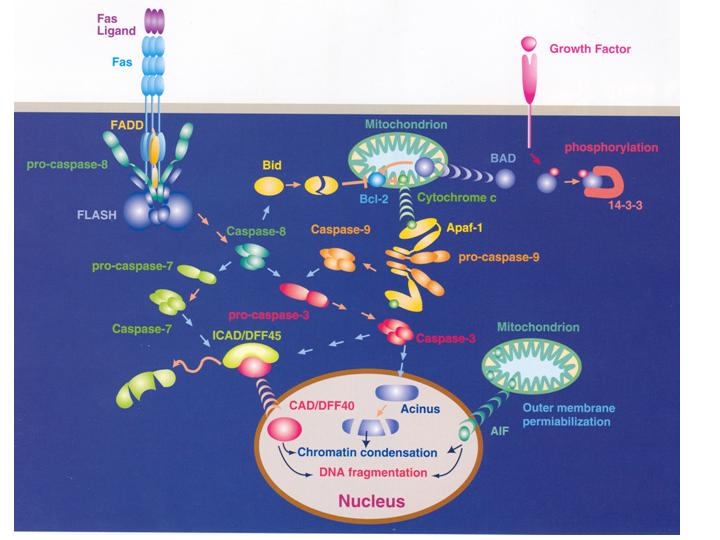 Fas
Ligand
Fas
Growth Factor
FADD
Mitochondrion
phosphorylation
pro-caspase-8
Bid
BAD
Bcl-2
Cytochrome c
14-3-3
FLASH
Caspase-8
Caspase-9
Apaf-1
pro-caspase-7
pro-caspase-9
pro-caspase-3
Caspase-7
ICAD/DFF45
Caspase-3
Mitochondrion
CAD/DFF40
Acinus
Outer membrane
permiabilization
AIF
Chromatin condensation
DNA fragmentation
Nucleus